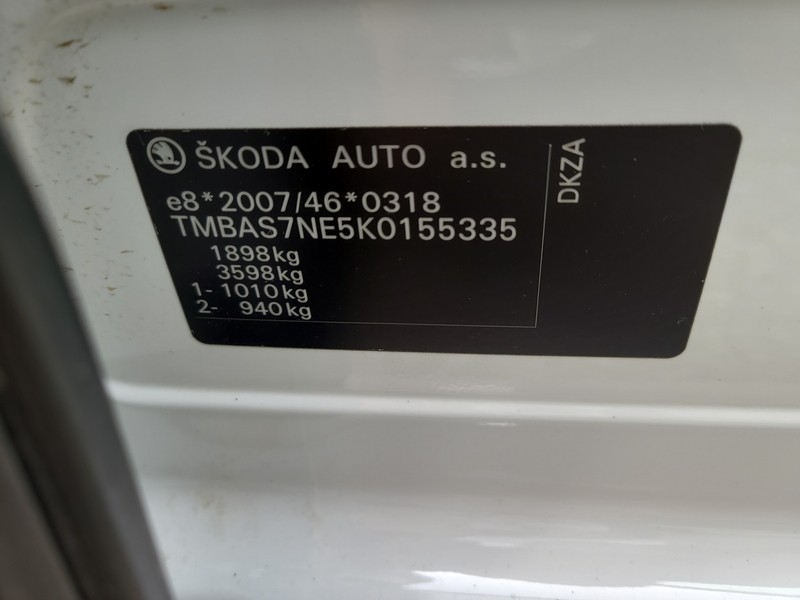 ŠKODA AUTO a.s.
e8*2007/46*0318
TMBAS7NE5K0155335
1898kg
3598kg
1- 1010kg
2- 940kg
DKZA